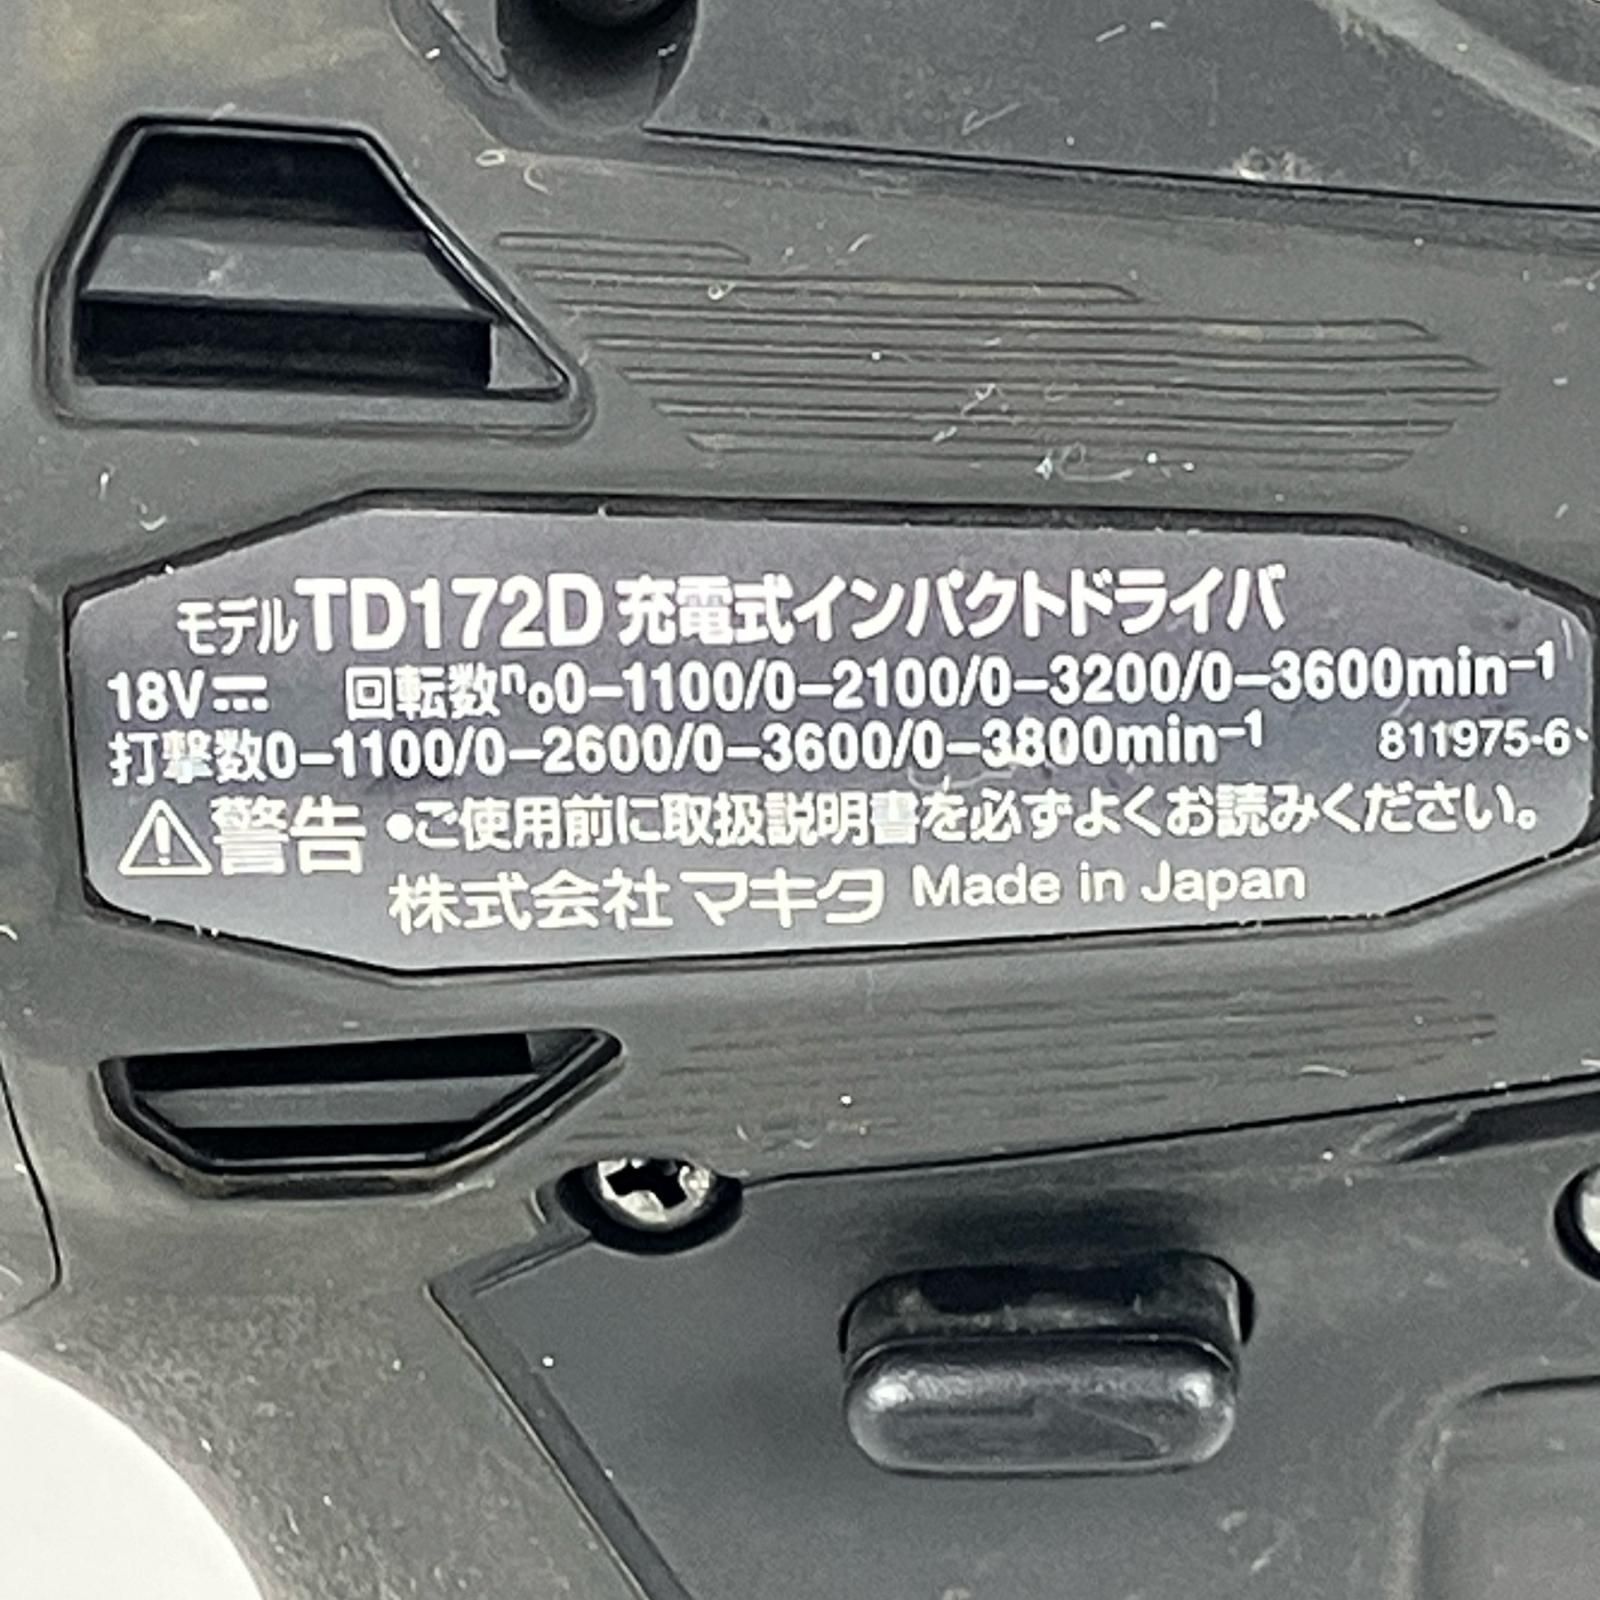 モデルTD172D 充電式インパクトドライバ
18V⎓ 回転数n₀0-1100/0-2100/0-3200/0-3600min⁻¹
打撃数0-1100/0-2600/0-3600/0-3800min⁻¹ 811975-6
⚠警告 •ご使用前に取扱説明書を必ずよくお読みください。
株式会社マキタ Made in Japan